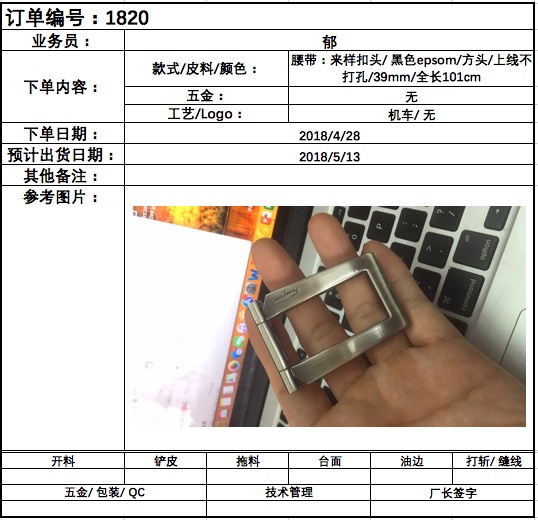 订单编号：1820
业务员：
郁
下单内容：
款式/皮料/颜色：
腰带：来样扣头/ 黑色epsom/方头/上线不
打孔/39mm/全长101cm
五金：
无
工艺/Logo：
机车/ 无
下单日期：
2018/4/28
预计出货日期：
2018/5/13
其他备注：
参考图片：
option
command
开料
铲皮
拖料
台面
油边
打斩/ 缝线
五金/ 包装/ QC
技术管理
厂长签字